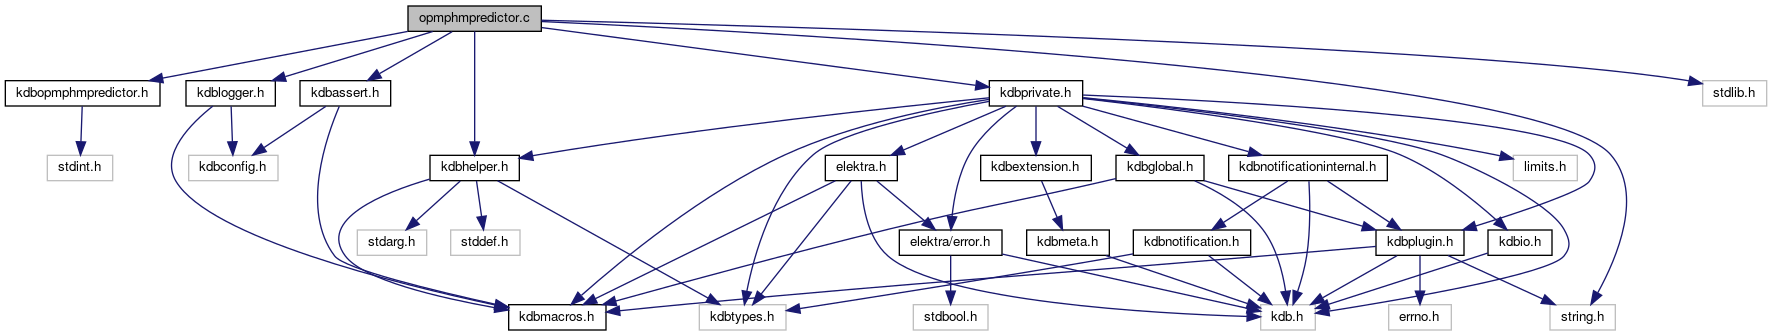 opmphmpredictor.c
kdbopmphmpredictor.h
kdblogger.h
kdbassert.h
kdbprivate.h
stdlib.h
stdint.h
kdbconfig.h
kdbhelper.h
elektra.h
kdbextension.h
kdbglobal.h
kdbnotificationinternal.h
limits.h
stdarg.h
stddef.h
elektra/error.h
kdbmeta.h
kdbnotification.h
kdbplugin.h
kdbio.h
kdbmacros.h
kdbtypes.h
stdbool.h
kdb.h
errno.h
string.h